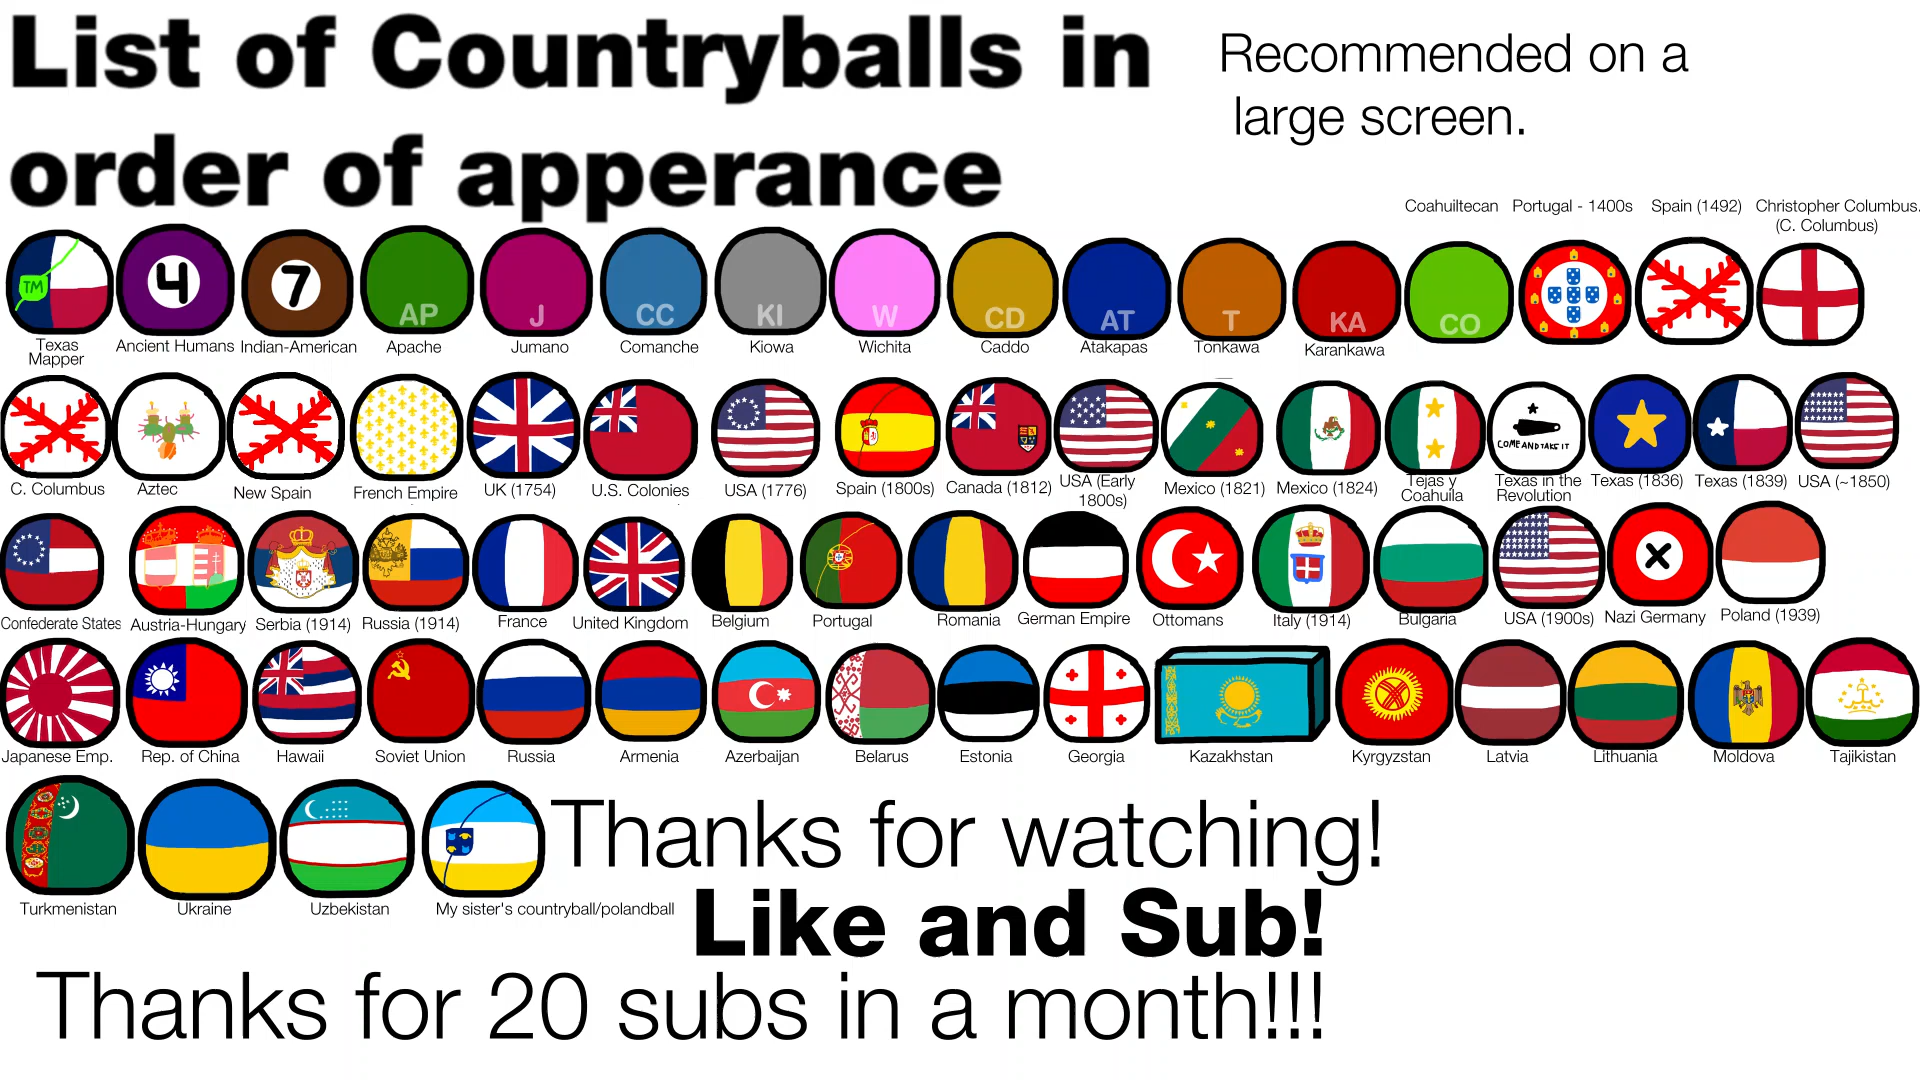 List of Countryballs in
order of apperance
Recommended on a
large screen.
Coahuiltecan Portugal - 1400s Spain (1492) Christopher Columbus.
(C. Columbus)
TM 4 7 AP J CC KI W CD AT T KA CO
Texas
Mapper
Ancient Humans Indian-American Apache Jumano Comanche Kiowa Wichita Caddo Atakapas Tonkawa Karankawa
COME AND TAKE IT
C. Columbus Aztec New Spain French Empire UK (1754) U.S. Colonies USA (1776) Spain (1800s) Canada (1812) USA (Early
1800s)
Mexico (1821) Mexico (1824) Tejas y
Coahuila
Texas in the
Revolution
Texas (1836) Texas (1839) USA (~1850)
X
Confederate States Austria-Hungary Serbia (1914) Russia (1914) France United Kingdom Belgium Portugal Romania German Empire Ottomans Italy (1914) Bulgaria USA (1900s) Nazi Germany Poland (1939)
Japanese Emp. Rep. of China Hawaii Soviet Union Russia Armenia Azerbaijan Belarus Estonia Georgia Kazakhstan Kyrgyzstan Latvia Lithuania Moldova Tajikistan
Turkmenistan Ukraine Uzbekistan My sister's countryball/polandball
Thanks for watching!
Like and Sub!
Thanks for 20 subs in a month!!!